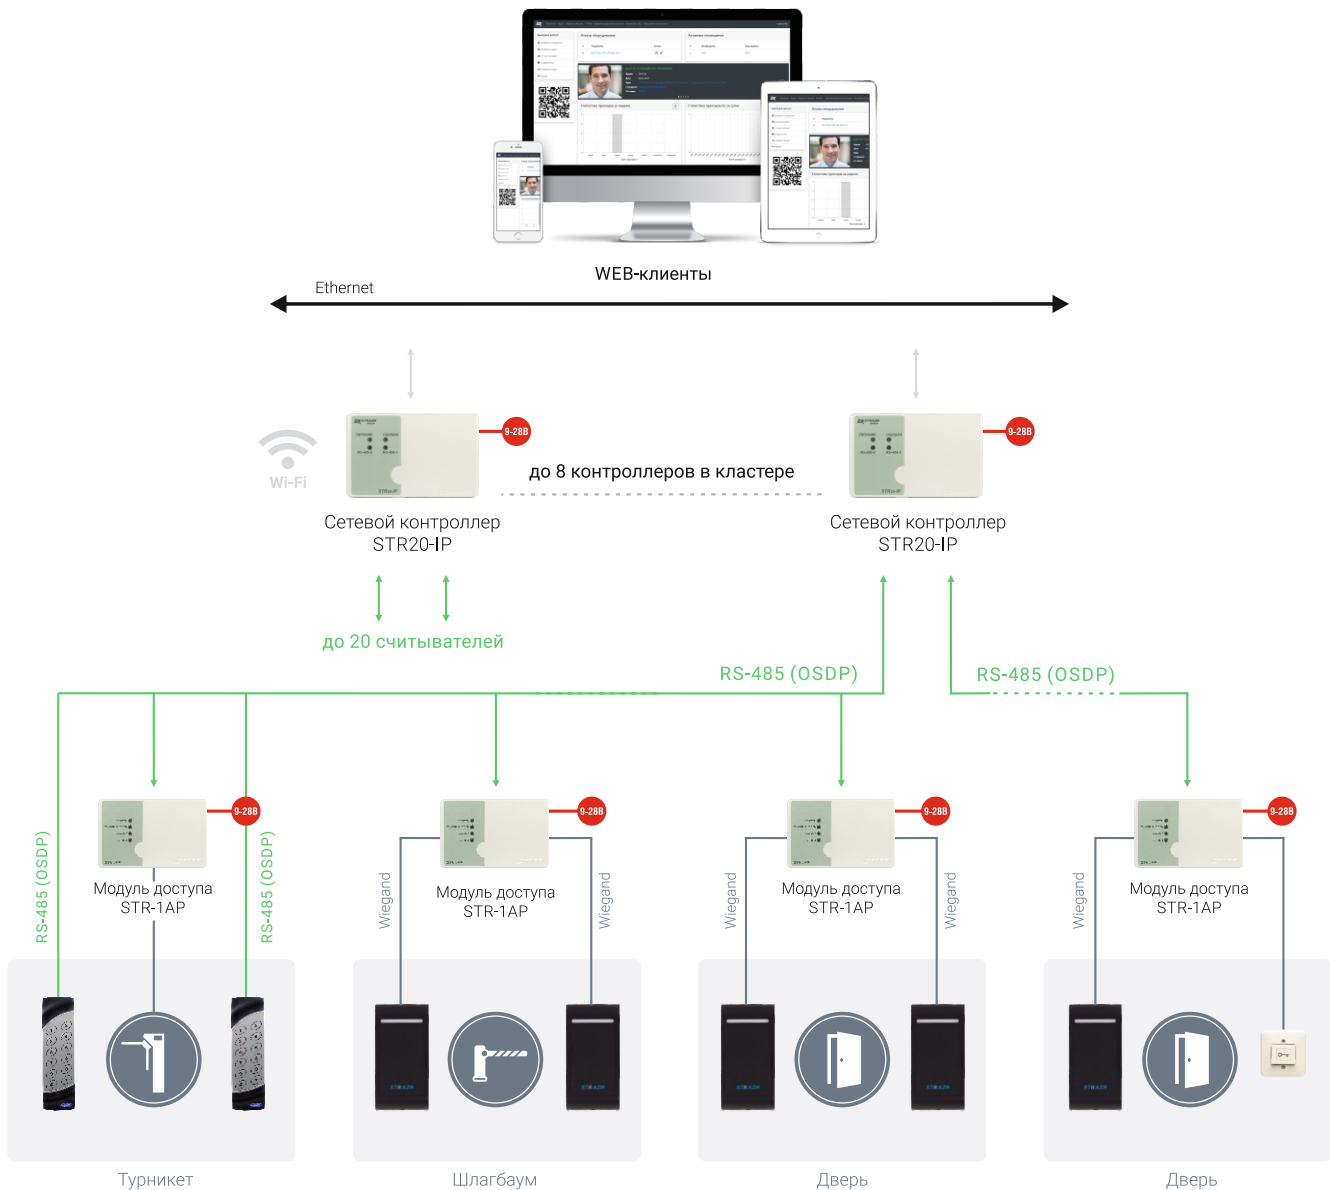 WEB-клиенты
Ethernet
9-28В
9-28В
Wi-Fi
до 8 контроллеров в кластере
Сетевой контроллер
STR20-IP
Сетевой контроллер
STR20-IP
до 20 считывателей
RS-485 (OSDP)
RS-485 (OSDP)
9-28В
9-28В
9-28В
9-28В
Модуль доступа
STR-1AP
Модуль доступа
STR-1AP
Модуль доступа
STR-1AP
Модуль доступа
STR-1AP
RS-485 (OSDP)
RS-485 (OSDP)
Wiegand
Wiegand
Wiegand
Wiegand
Wiegand
Турникет
Шлагбаум
Дверь
Дверь